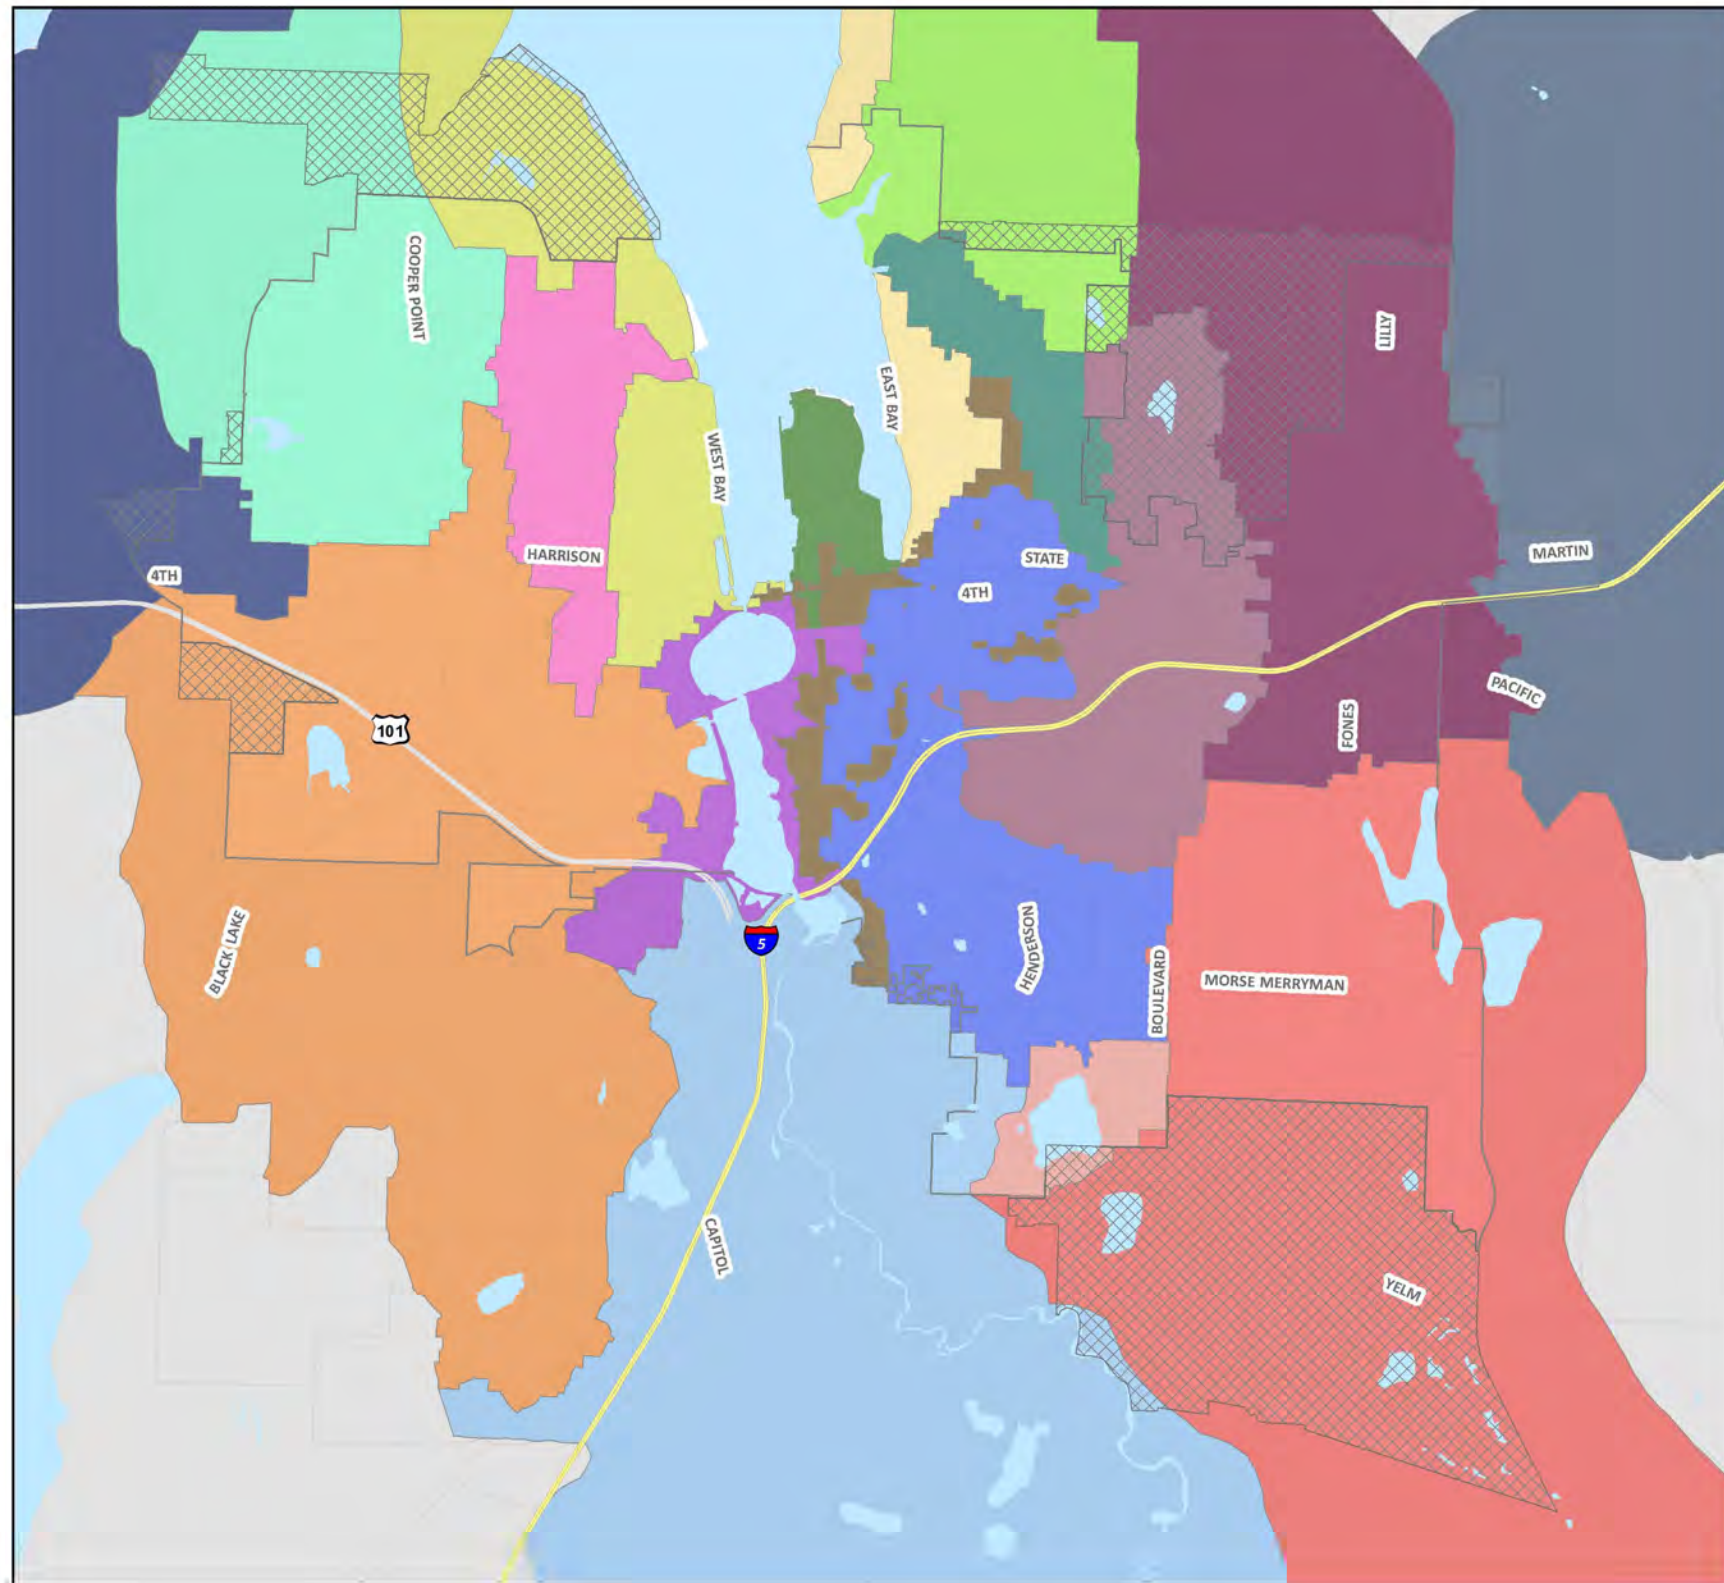 COOPER POINT
LILLY
EAST BAY
WEST BAY
HARRISON
STATE
MARTIN
4TH
4TH
PACIFIC
FONES
101
5
BLACK LAKE
HENDERSON
BOULEVARD
MORSE MERRYMAN
CAPITOL
YELM